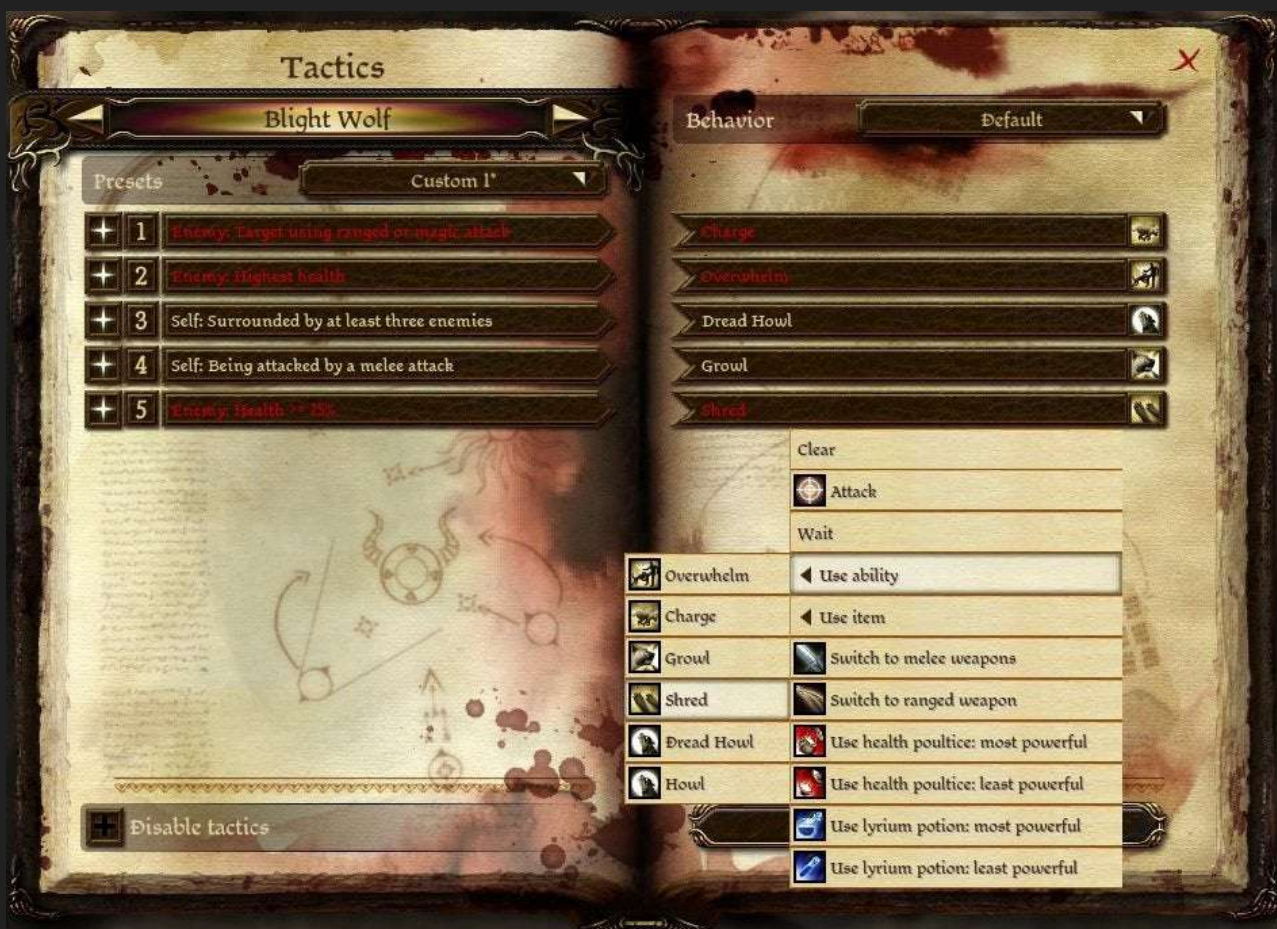 Tactics
Blight Wolf
Behavior
Default
Presets
Custom 1*
1
Enemy: Target using ranged or magic attack
Charge
2
Enemy: Highest health
Overwhelm
3
Self: Surrounded by at least three enemies
Dread Howl
4
Self: Being attacked by a melee attack
Growl
5
Enemy: Health >= 25%
Shred
Clear
Attack
Wait
Use ability
Use item
Switch to melee weapons
Switch to ranged weapon
Use health poultice: most powerful
Use health poultice: least powerful
Use lyrium potion: most powerful
Use lyrium potion: least powerful
Overwhelm
Charge
Growl
Shred
Dread Howl
Howl
Disable tactics